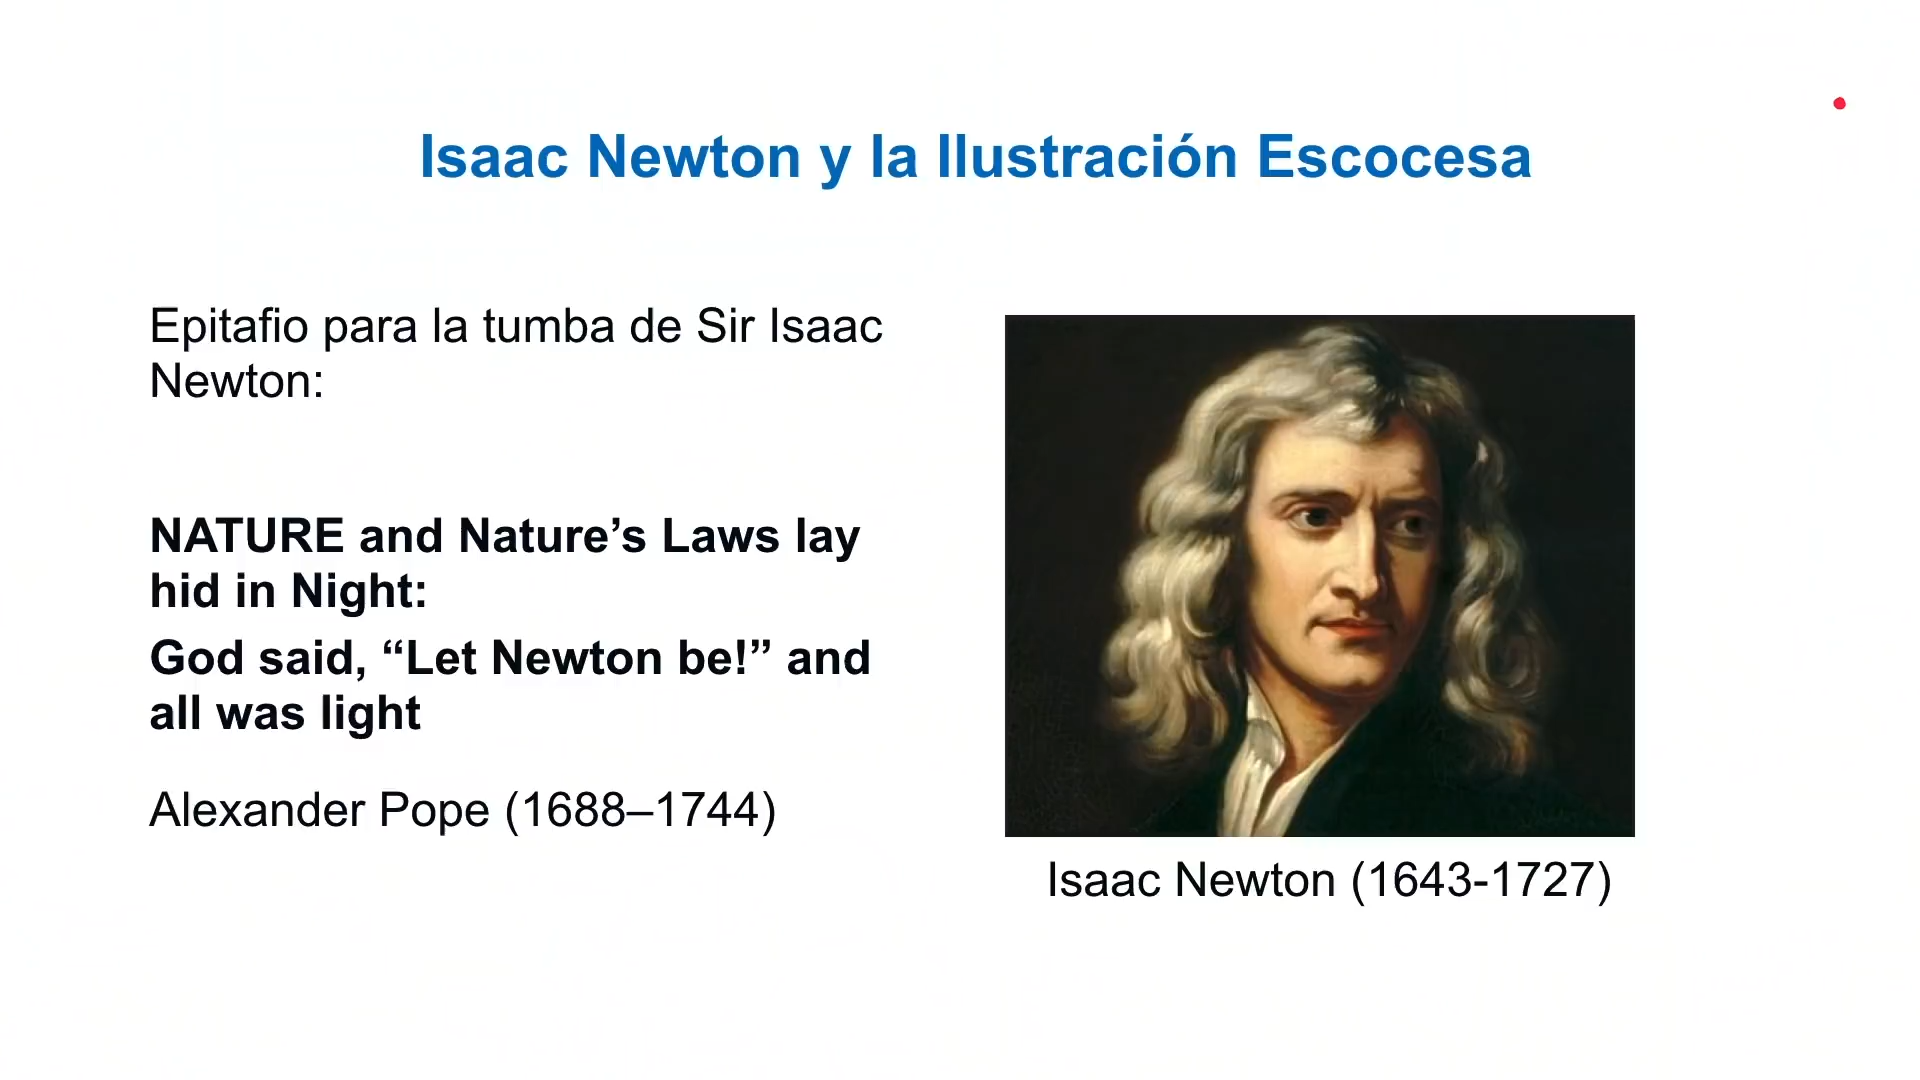 Isaac Newton y la Ilustración Escocesa
Epitafio para la tumba de Sir Isaac
Newton:
NATURE and Nature’s Laws lay
hid in Night:
God said, “Let Newton be!” and
all was light
Alexander Pope (1688–1744)
Isaac Newton (1643-1727)